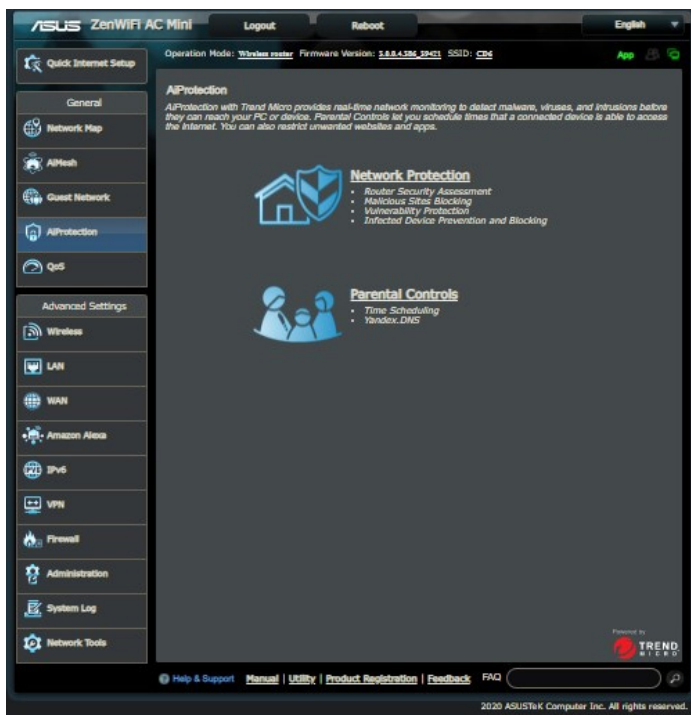 ASUS ZenWiFi AC Mini Logout Reboot English
Quick Internet Setup
Operation Mode: Wireless router Firmware Version: 3.0.0.4.386_39421 SSID: CD6 App
General
Network Map
AiMesh
Guest Network
AiProtection
QoS
Advanced Settings
Wireless
LAN
WAN
Amazon Alexa
IPv6
VPN
Firewall
Administration
System Log
Network Tools
AiProtection
AiProtection with Trend Micro provides real-time network monitoring to detect malware, viruses, and intrusions before
they can reach your PC or device. Parental Controls let you schedule times that a connected device is able to access
the Internet. You can also restrict unwanted websites and apps.
Network Protection
• Router Security Assessment
• Malicious Sites Blocking
• Vulnerability Protection
• Infected Device Prevention and Blocking
Parental Controls
• Time Scheduling
• Yandex.DNS
Powered by
TREND
MICRO
Help & Support Manual | Utility | Product Registration | Feedback FAQ
2020 ASUSTeK Computer Inc. All rights reserved.